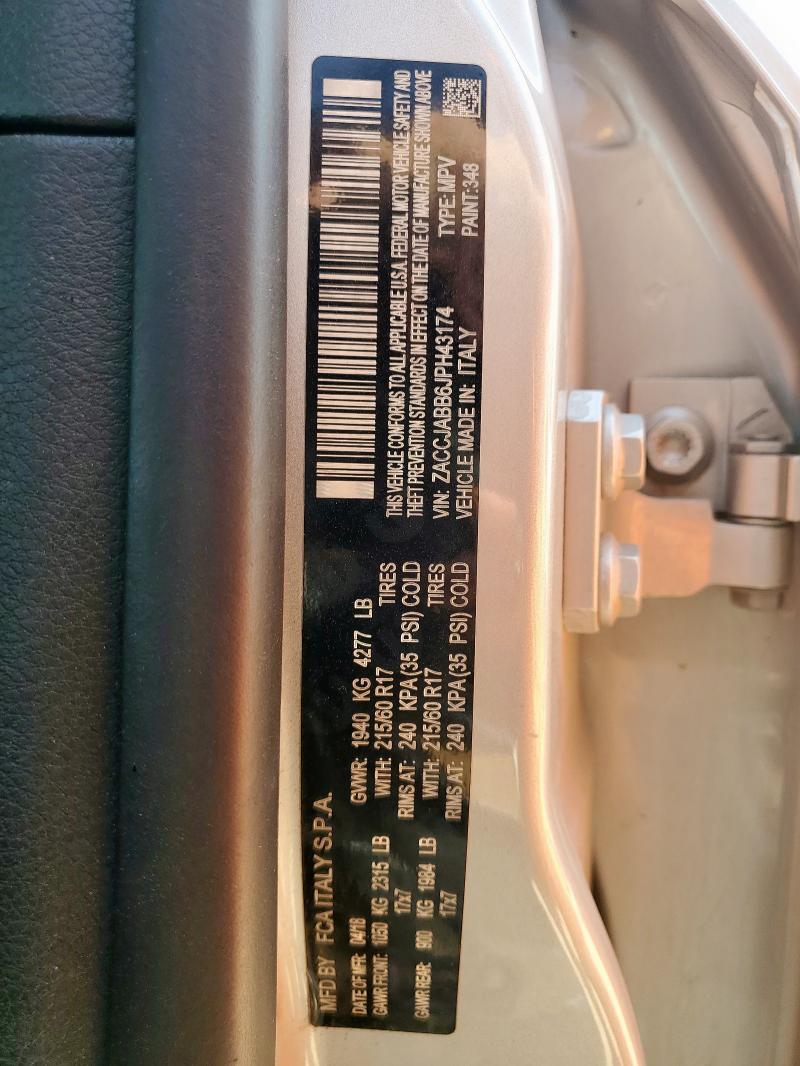 MFD BY FCA ITALY S.P.A.
DATE OF MFR: 04/18 GVWR: 1940 KG 4277 LB
GAWR FRONT: 1050 KG 2315 LB WITH: 215/60 R17 TIRES
17x7 RIMS AT: 240 KPA (35 PSI) COLD
GAWR REAR: 900 KG 1984 LB WITH: 215/60 R17 TIRES
17x7 RIMS AT: 240 KPA (35 PSI) COLD
THIS VEHICLE CONFORMS TO ALL APPLICABLE U.S.A. FEDERAL MOTOR VEHICLE SAFETY AND
THEFT PREVENTION STANDARDS IN EFFECT ON THE DATE OF MANUFACTURE SHOWN ABOVE
VIN: ZACCJABB6JPH43174 TYPE: MPV
VEHICLE MADE IN: ITALY PAINT: 348